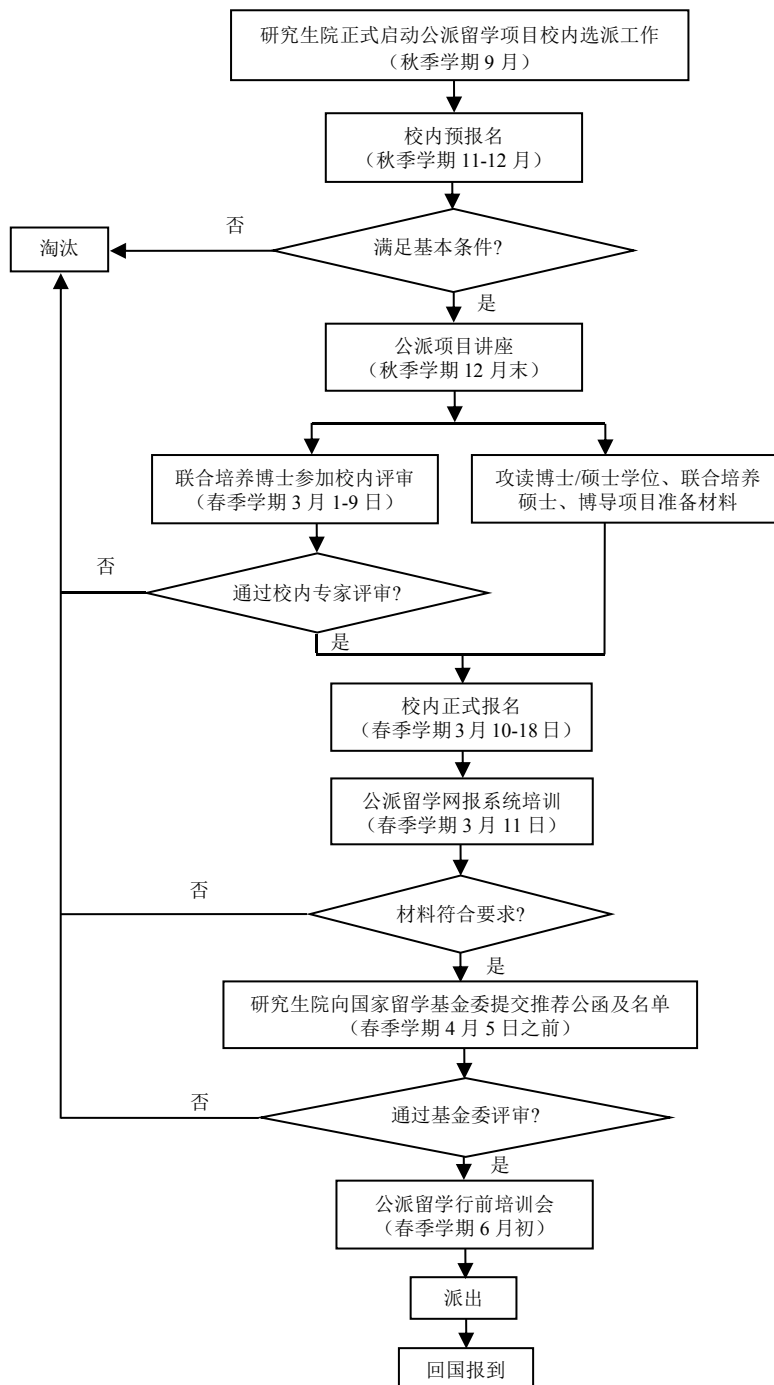 研究生院正式启动公派留学项目校内选派工作
（秋季学期 9 月）
校内预报名
（秋季学期 11-12 月）
否
淘汰
满足基本条件?
是
公派项目讲座
（秋季学期 12 月末）
联合培养博士参加校内评审
（春季学期 3 月 1-9 日）
攻读博士/硕士学位、联合培养
硕士、博导项目准备材料
否
通过校内专家评审?
是
校内正式报名
（春季学期 3 月 10-18 日）
公派留学网报系统培训
（春季学期 3 月 11 日）
否
材料符合要求?
是
研究生院向国家留学基金委提交推荐公函及名单
（春季学期 4 月 5 日之前）
否
通过基金委评审?
是
公派留学行前培训会
（春季学期 6 月初）
派出
回国报到